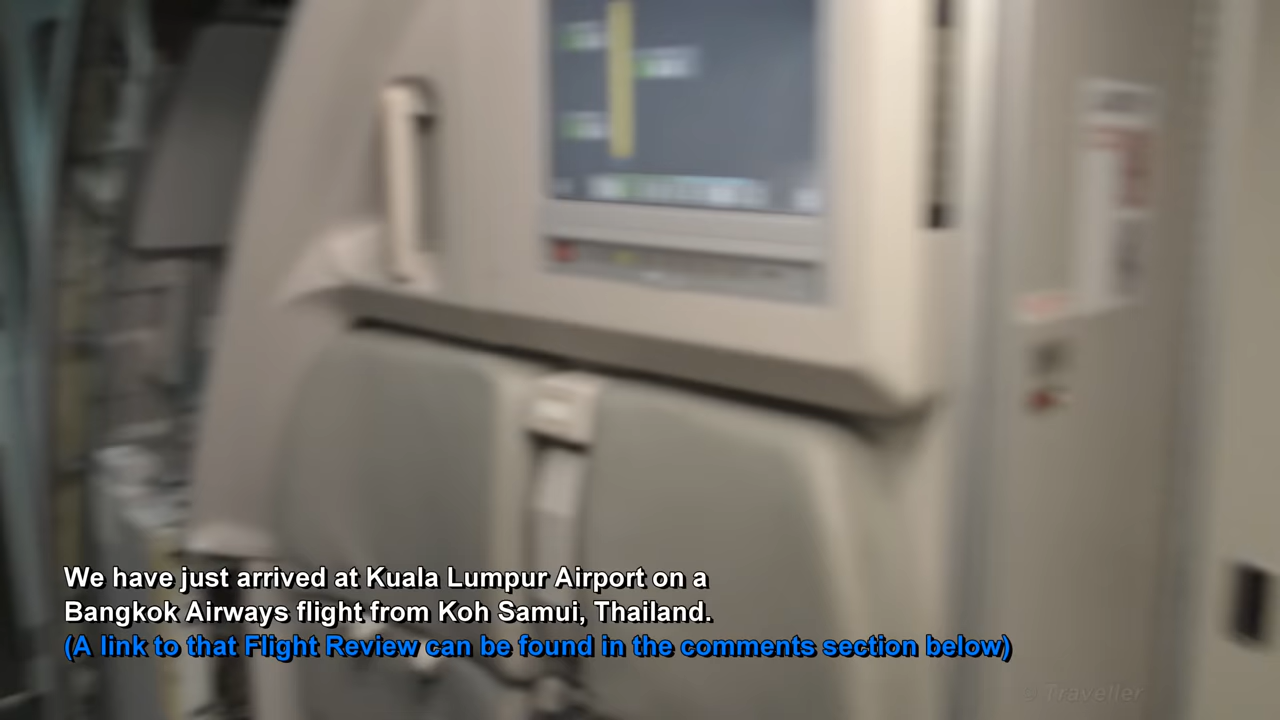 We have just arrived at Kuala Lumpur Airport on a
Bangkok Airways flight from Koh Samui, Thailand.
(A link to that Flight Review can be found in the comments section below)
Traveller